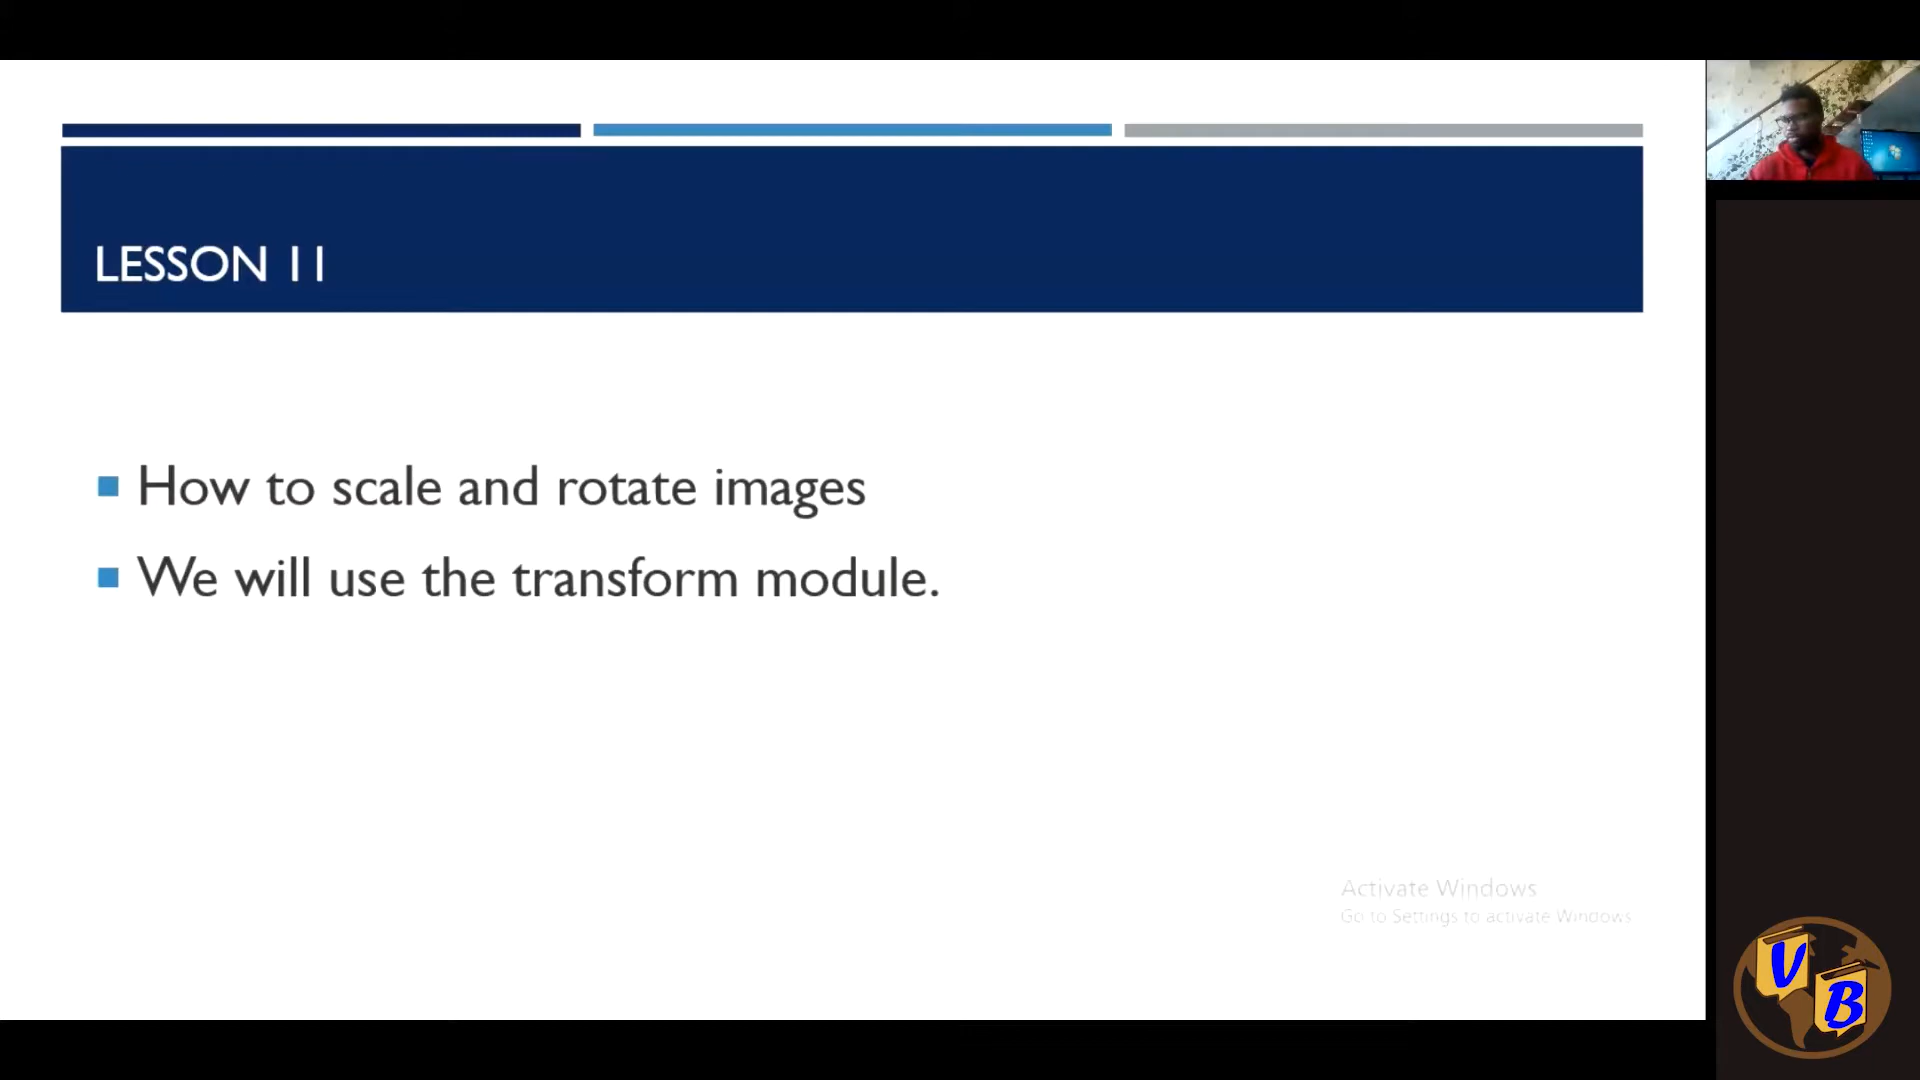 LESSON 11
How to scale and rotate images
We will use the transform module.
Activate Windows
Go to Settings to activate Windows
V
B